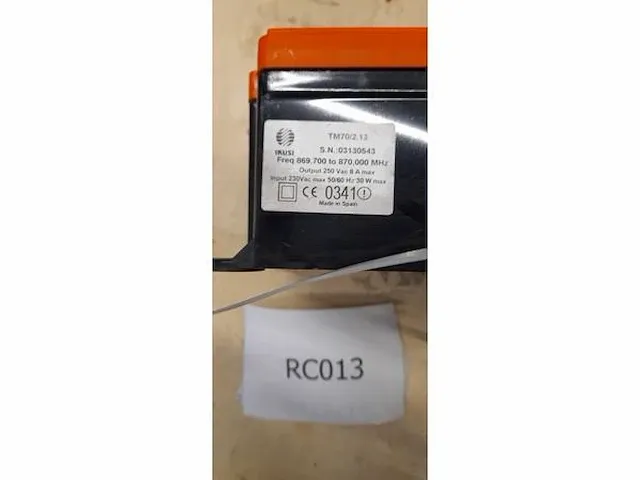 TM70/2.12
IKUSI
S.N.:03130543
Freq 869.700 to 870.000 MHz
Output 250 Vac 8 A max
Input 230Vac max 50/60 Hz 30 W max
CE 0341
Made in Spain
RC013